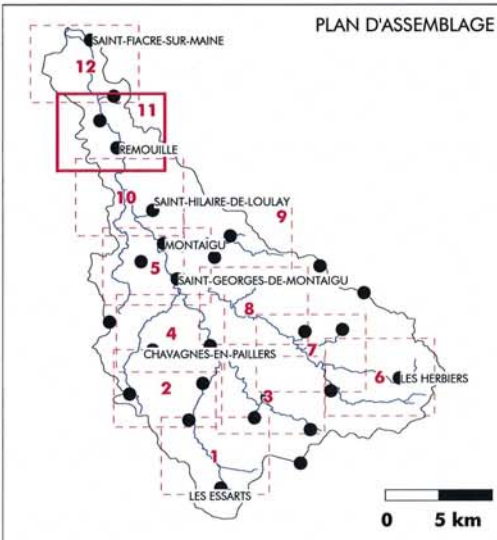 PLAN D'ASSEMBLAGE
SAINT-FIACRE-SUR-MAINE
12
11
REMOUILLE
10
SAINT-HILAIRE-DE-LOULAY
9
MONTAIGU
5
SAINT-GEORGES-DE-MONTAIGU
8
4
7
CHAVAGNES-EN-PAILLERS
6
LES HERBIERS
2
3
1
LES ESSARTS
0 5 km